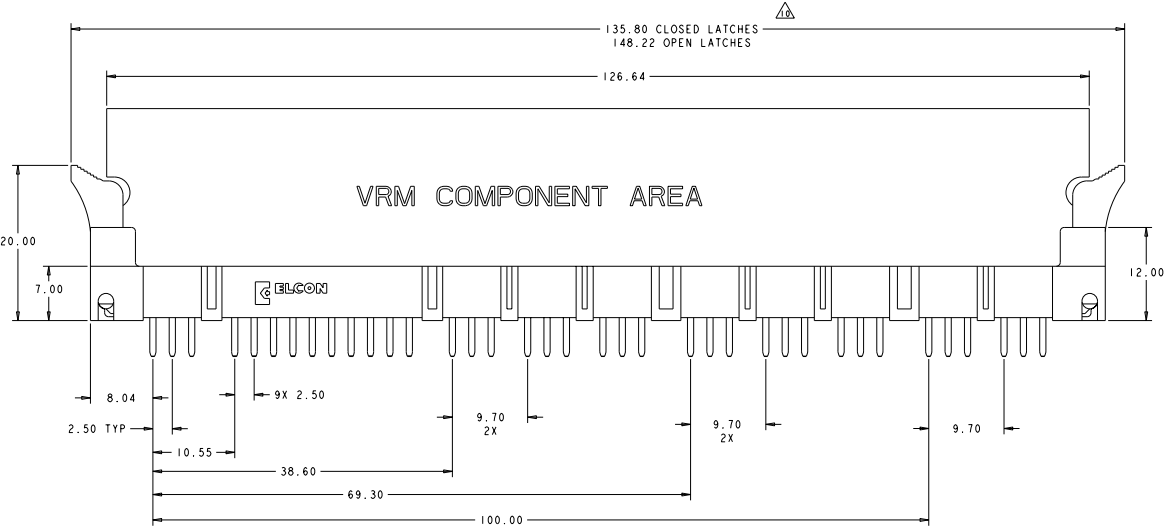 10
135.80 CLOSED LATCHES
148.22 OPEN LATCHES
126.64
VRM COMPONENT AREA
20.00
7.00
ELCON
12.00
8.04
9X 2.50
2.50 TYP
9.70
2X
9.70
2X
9.70
10.55
38.60
69.30
100.00